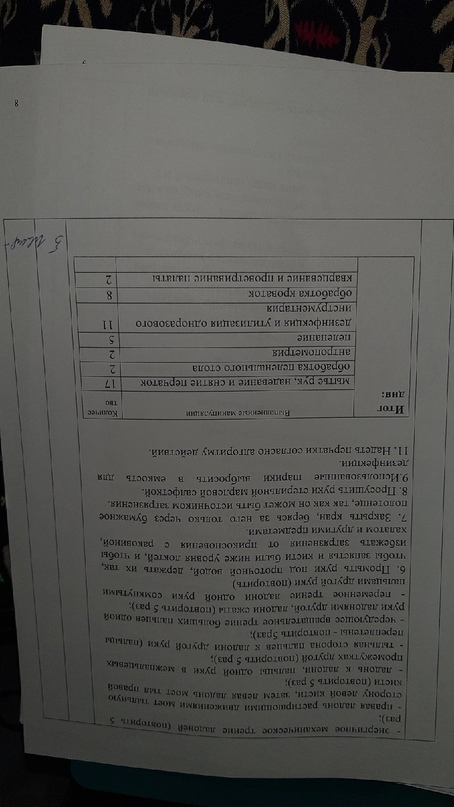 - энергичное механическое трение ладоней (повторить 5
раз);
- правая ладонь растирающими движениями моет тыльную
сторону левой кисти, затем левая ладонь моет тыл правой
кисти (повторить 5 раз);
- ладонь к ладони, пальцы одной руки в межпальцевых
промежутках другой (повторить 5 раз);
- тыльная сторона пальцев к ладони другой руки (пальцы
переплетены - повторить 5раз);
- чередующее вращательное трение больших пальцев одной
руки ладонями другой, ладони сжаты (повторить 5 раз);
- переменное трение ладони одной руки сомкнутыми
пальцами другой руки (повторить)
6. Промыть руки под проточной водой, держать их так,
чтобы запястья и кисти были ниже уровня локтей, и чтобы
избежать загрязнения от прикосновения с раковиной,
халатом и другими предметами.
7. Закрыть кран, берясь за него только через бумажное
полотенце, так как он может быть источником загрязнения.
8. Просушить руки стерильной марлевой салфеткой.
9.Использованные шарики выбросить в емкость для
дезинфекции.
11. Надеть перчатки согласно алгоритму действий.
Итог дня:
Выполненные манипуляции Количество
мытье рук, надевание и снятие перчаток 17
обработка пеленального стола 2
антропометрия 2
пеленание 5
дезинфекция и утилизация одноразового
инструментария 11
обработка кроваток 8
кварцевание и проветривание палаты 2
5
8